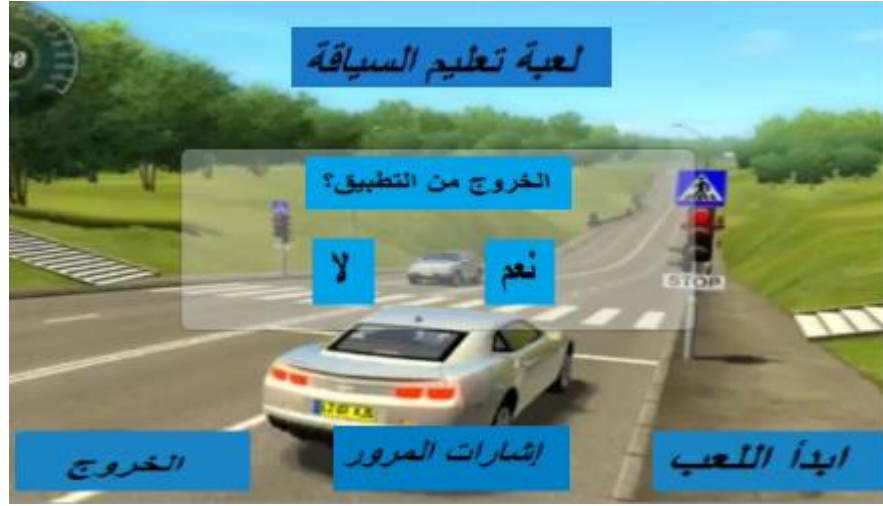 لعبة تعليم السياقة
الخروج من التطبيق؟
نعم
لا
STOP
ابدأ اللعب
إشارات المرور
الخروج